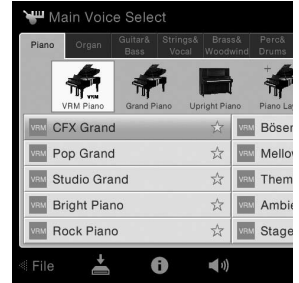 Main Voice Select
Piano Organ Guitar& Bass Strings& Vocal Brass& Woodwind Perc& Drums
VRM
VRM Piano Grand Piano Upright Piano Piano La
VRM CFX Grand VRM Böser
VRM Pop Grand VRM Mello
VRM Studio Grand VRM Them
VRM Bright Piano VRM Ambie
VRM Rock Piano VRM Stage
File